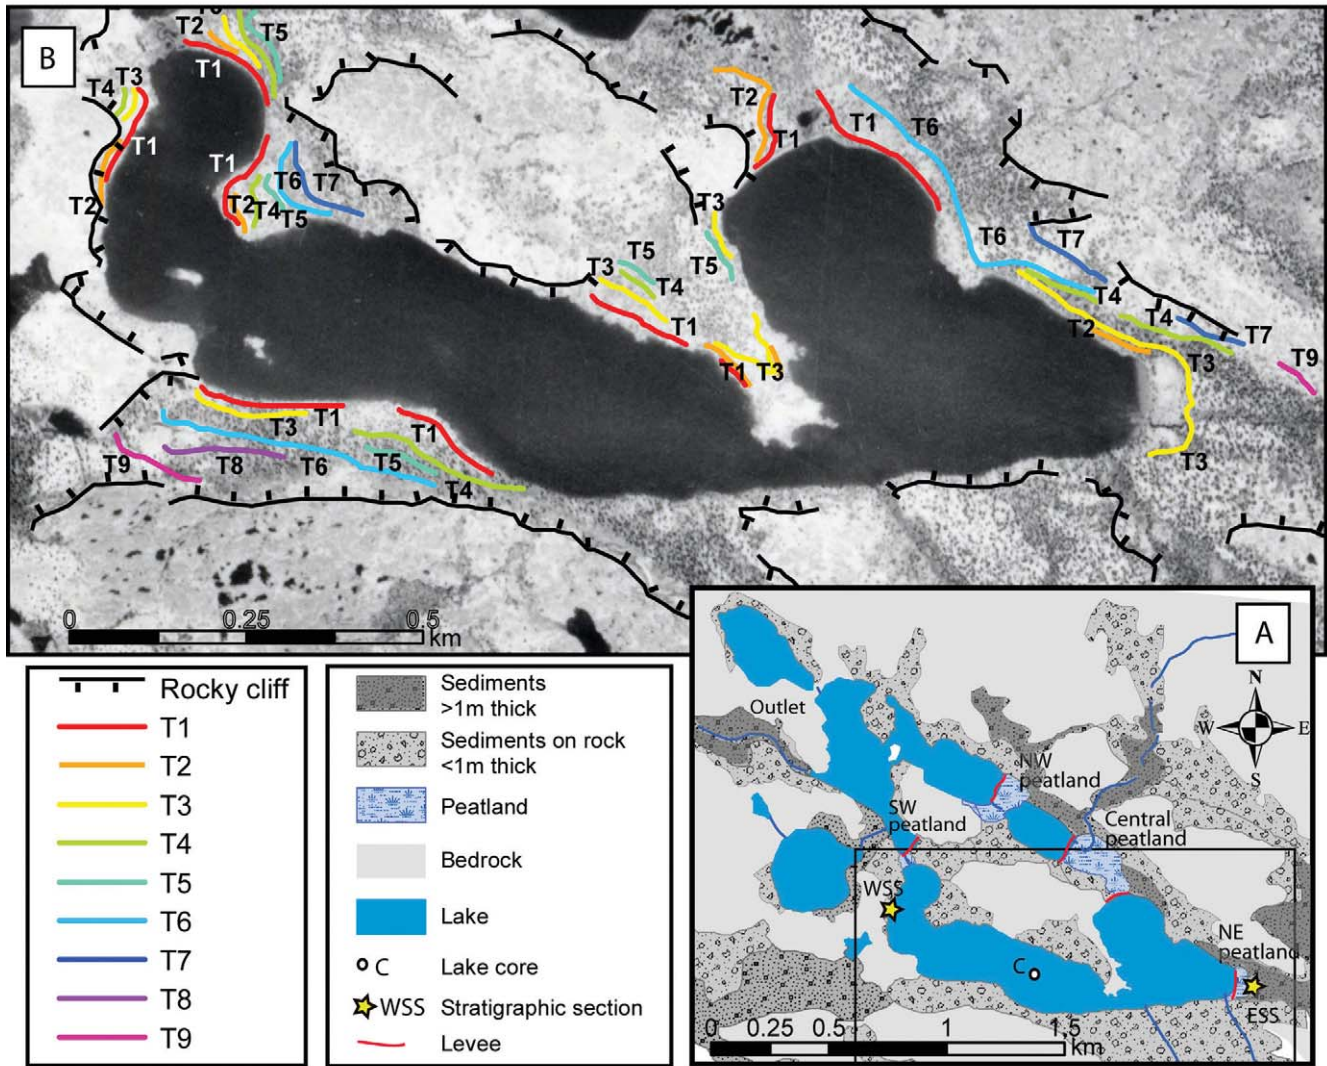 B
T2
T5
T1
T4
T3
T1
T2
T1
T2
T4
T5
T6
T7
T2
T1
T1
T6
T3
T5
T6
T7
T3
T5
T4
T1
T1
T3
T4
T2
T4
T7
T3
T9
T3
T3
T1
T1
T9
T8
T6
T5
T4
0 0.25 0.5
km
Rocky cliff
T1
T2
T3
T4
T5
T6
T7
T8
T9
Sediments
>1m thick
Sediments on rock
<1m thick
Peatland
Bedrock
Lake
C Lake core
WSS Stratigraphic section
Levee
A
N
W E
S
Outlet
NW
peatland
SW
peatland
Central
peatland
WSS
NE
peatland
C
ESS
0 0.25 0.5 1 1,5
km